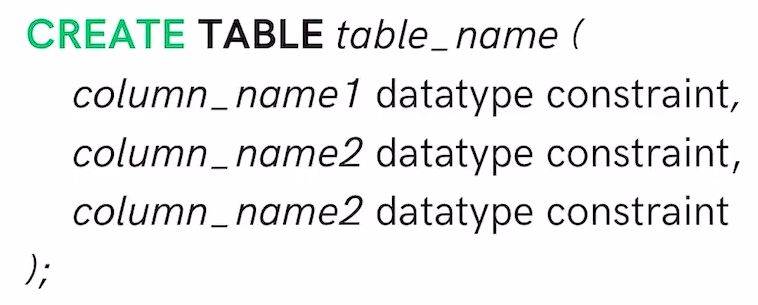 CREATE TABLE table_name (
column_name1 datatype constraint,
column_name2 datatype constraint,
column_name2 datatype constraint
);